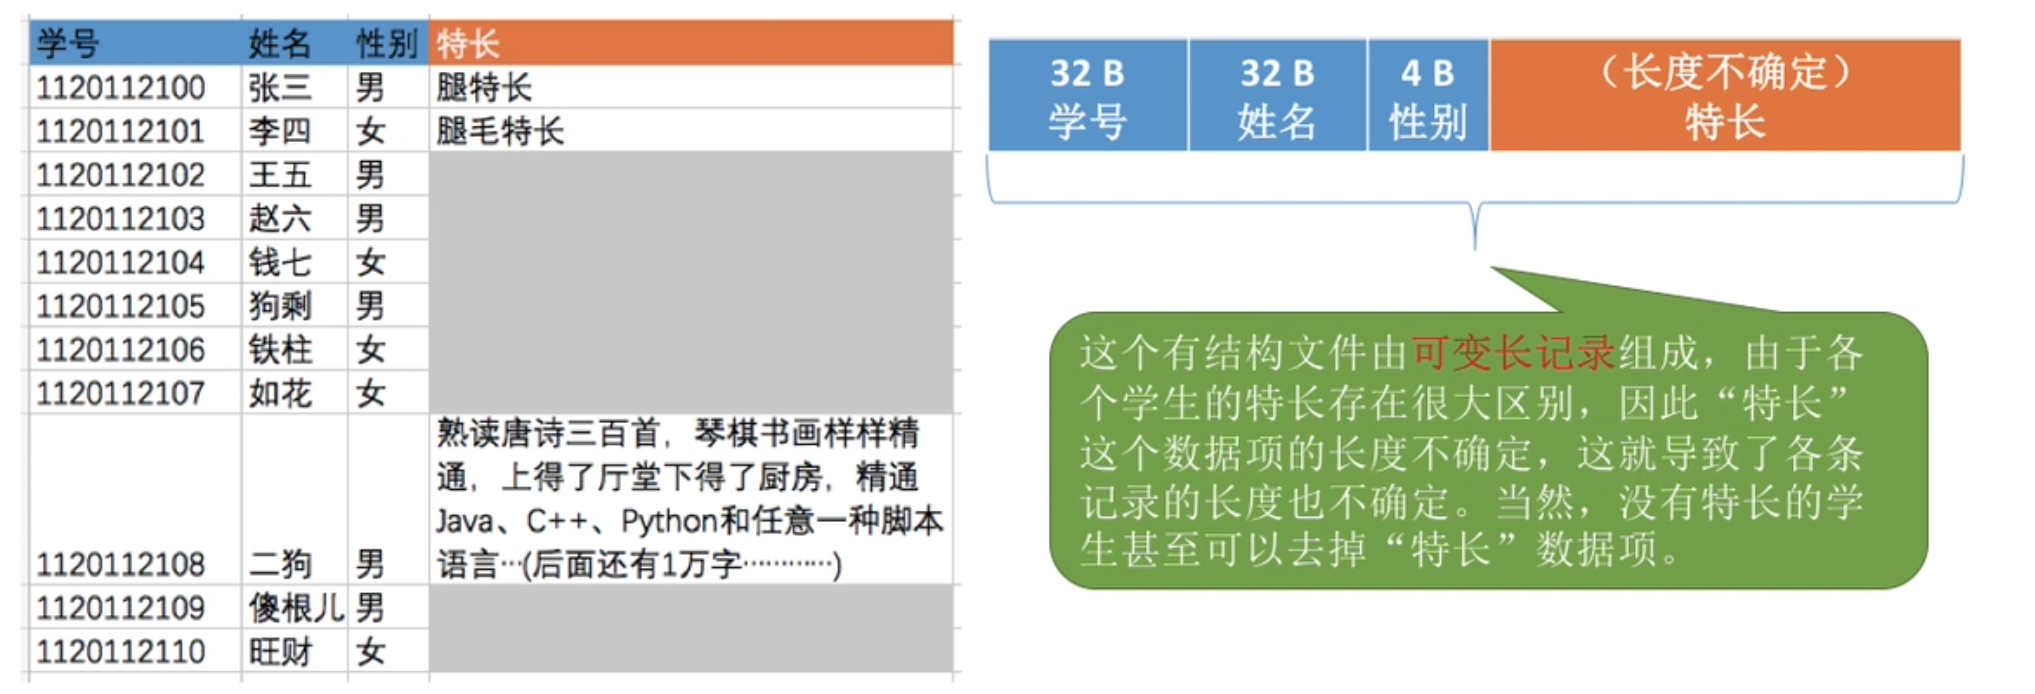 学号 姓名 性别 特长
1120112100 张三 男 腿特长
1120112101 李四 女 腿毛特长
1120112102 王五 男
1120112103 赵六 男
1120112104 钱七 女
1120112105 狗剩 男
1120112106 铁柱 女
1120112107 如花 女
熟读唐诗三百首，琴棋书画样样精
通，上得了厅堂下得了厨房，精通
Java、C++、Python和任意一种脚本
1120112108 二狗 男 语言…(后面还有1万字…………)
1120112109 傻根儿 男
1120112110 旺财 女
32 B 32 B 4 B （长度不确定）
学号 姓名 性别 特长
这个有结构文件由可变长记录组成，由于各
个学生的特长存在很大区别，因此“特长”
这个数据项的长度不确定，这就导致了各条
记录的长度也不确定。当然，没有特长的学
生甚至可以去掉“特长”数据项。